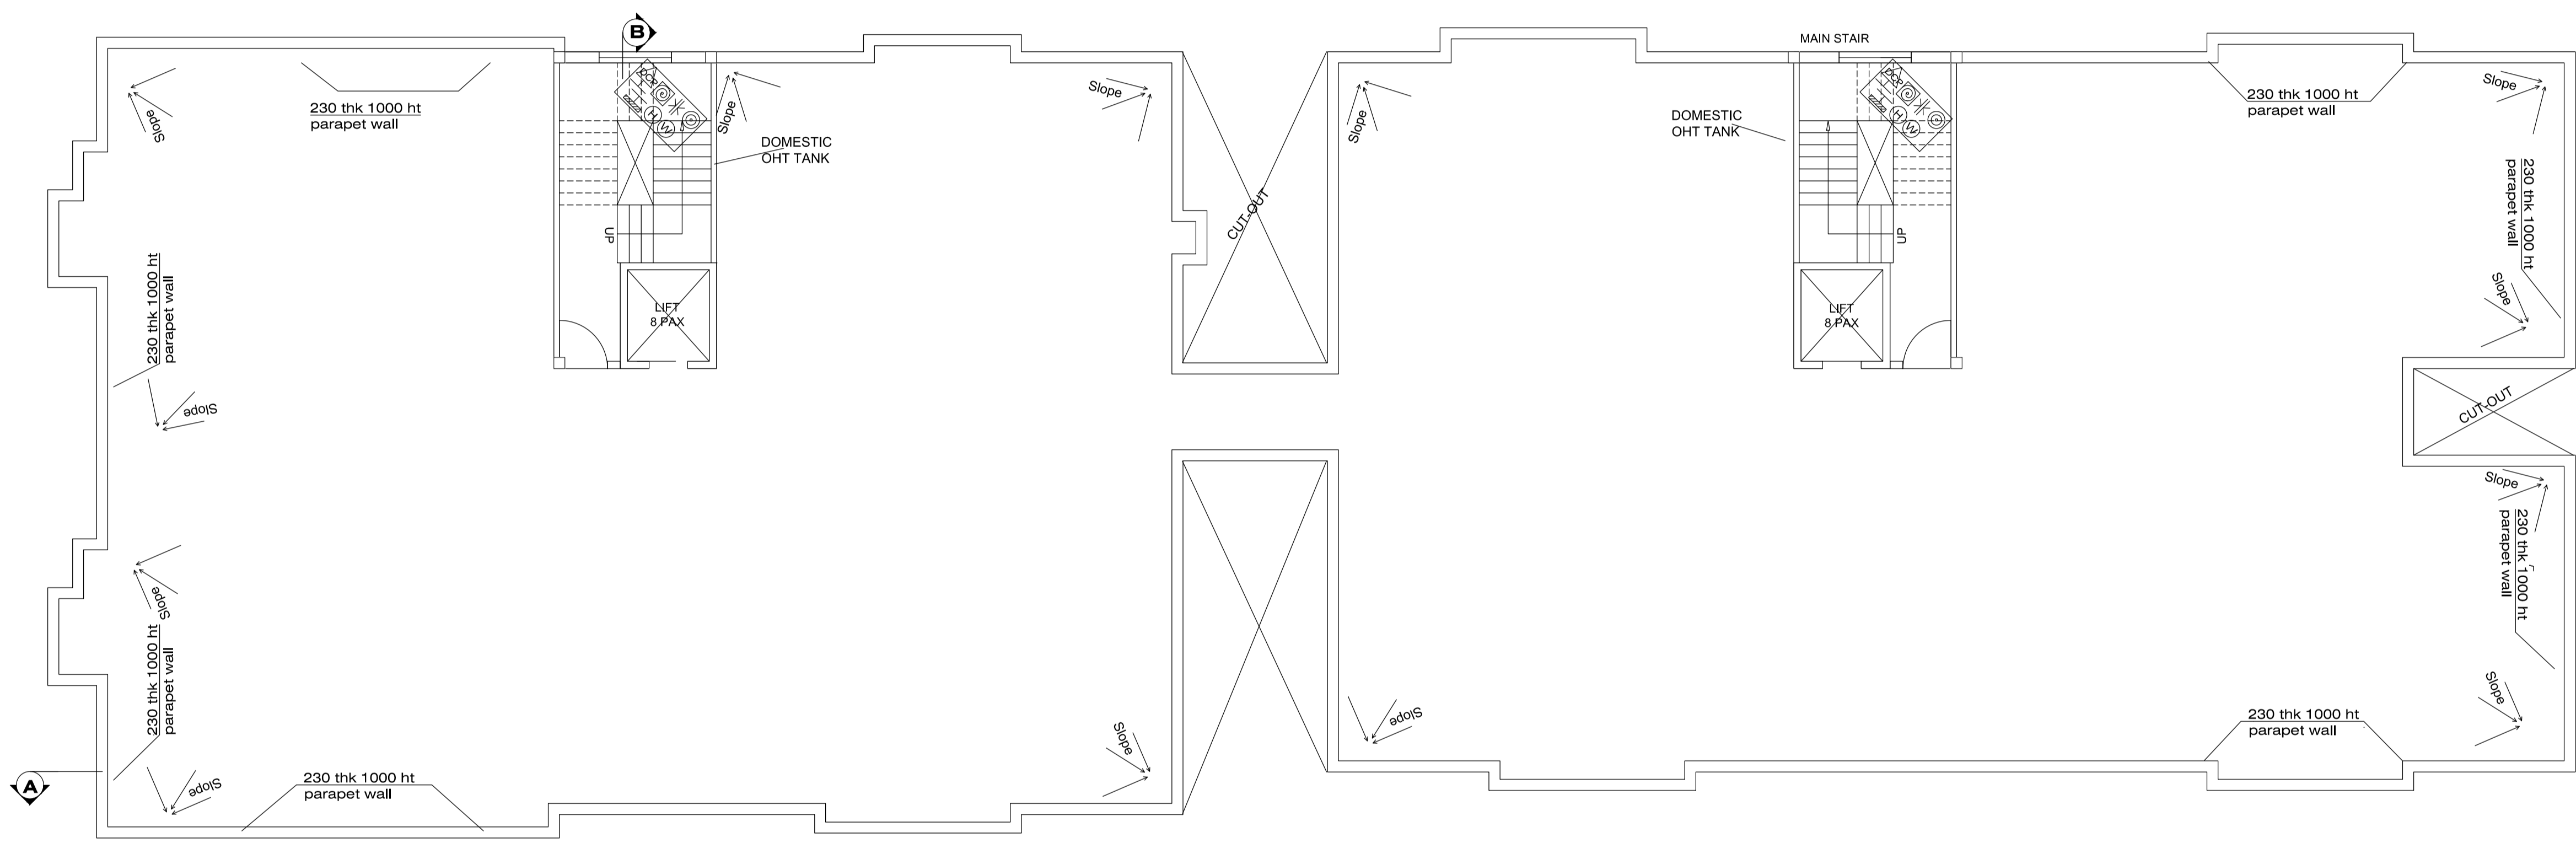 B
MAIN STAIR
Slope
230 thk 1000 ht
parapet wall
DCP
H
W
Slope
DOMESTIC
OHT TANK
UP
LIFT
8 PAX
Slope
CUT-OUT
Slope
DOMESTIC
OHT TANK
DCP
H
W
UP
LIFT
8 PAX
230 thk 1000 ht
parapet wall
Slope
230 thk 1000 ht
parapet wall
Slope
CUT-OUT
230 thk 1000 ht
parapet wall
Slope
Slope
230 thk 1000 ht
parapet wall
Slope
230 thk 1000 ht
parapet wall
Slope
230 thk 1000 ht
parapet wall
Slope
Slope
230 thk 1000 ht
parapet wall
Slope
A